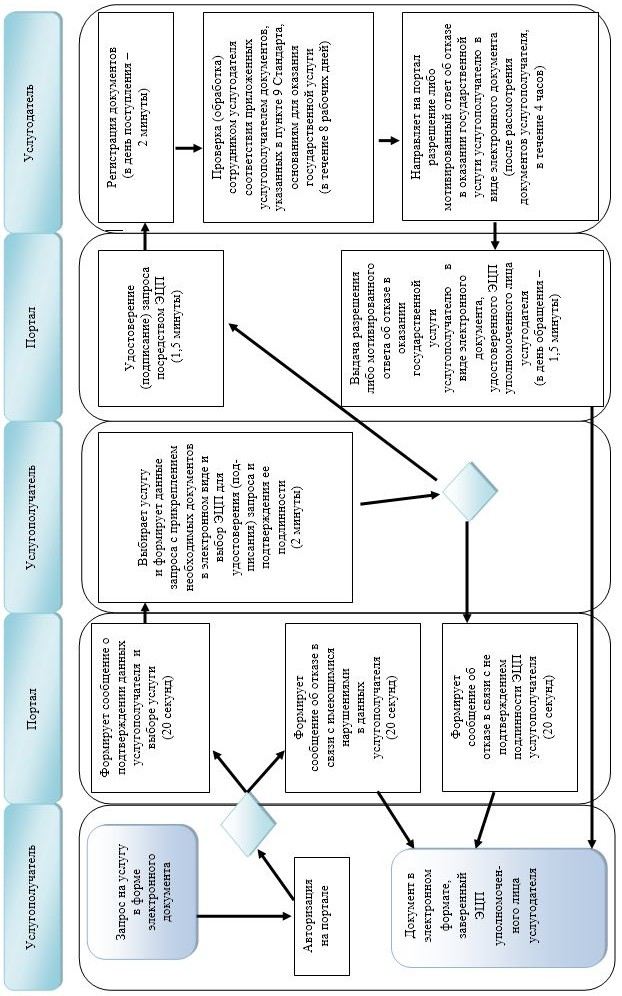 Услугополучатель
Портал
Услугополучатель
Портал
Услугодатель
Запрос на услугу
в форме
электронного
документа
Авторизация
на портале
Документ в
электронном
формате,
заверенный
ЭЦП
уполномочен-
ного лица
услугодателя
Формирует сообщение о
подтверждении данных
услугополучателя и
выборе услуги
(20 секунд)
Формирует
сообщение об отказе в
связи с имеющимися
нарушениями
в данных
услугополучателя
(20 секунд)
Формирует
сообщение об
отказе в связи с не
подтверждением
подлинности ЭЦП
услугополучателя
(20 секунд)
Выбирает услугу
и формирует данные
запроса с прикреплением
необходимых документов
в электронном виде и
выбор ЭЦП для
удостоверения (под-
писания) запроса и
подтверждения ее
подлинности
(2 минуты)
Удостоверение
(подписание) запроса
посредством ЭЦП
(1,5 минуты)
Выдача разрешения
либо мотивированного
ответа об отказе в
оказании
государственной
услуги
услугополучателю в
виде электронного
документа,
удостоверенного ЭЦП
уполномоченного лица
услугодателя
(в день обращения –
1,5 минуты)
Регистрация документов
(в день поступления –
2 минуты)
Проверка (обработка)
сотрудником услугодателя
соответствия приложенных
услугополучателем документов,
указанных в пункте 9 Стандарта,
основаниям для оказания
государственной услуги
(в течение 8 рабочих дней)
Направляет на портал
разрешение либо
мотивированный ответ об отказе
в оказании государственной
услуги услугополучателю в
виде электронного документа
(после рассмотрения
документов услугополучателя,
в течение 4 часов)